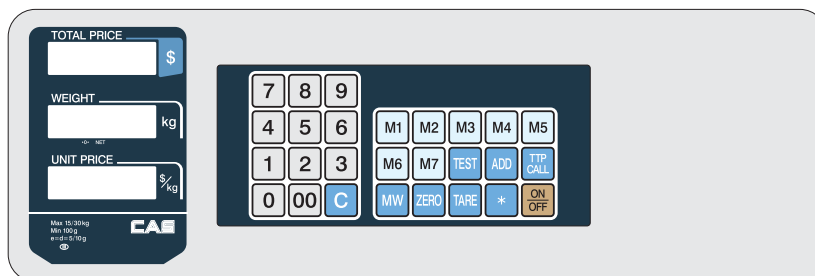 TOTAL PRICE
$
WEIGHT
kg
-0- NET
UNIT PRICE
$/kg
Max 15/30kg
Min 100g
e=d=5/10g
CAS
7 8 9
4 5 6
1 2 3
0 00 C
M1 M2 M3 M4 M5
M6 M7 TEST ADD TTP CALL
MW ZERO TARE * ON OFF